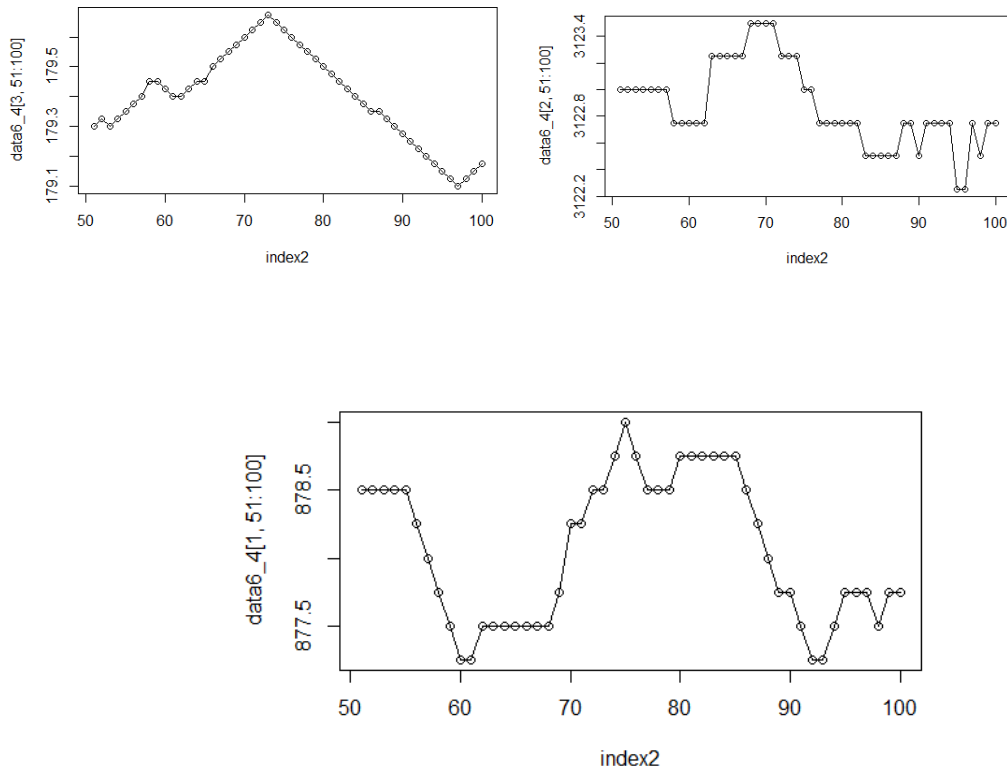 data6_4[3, 51:100]
179.5
179.3
179.1
50 60 70 80 90 100
index2
data6_4[2, 51:100]
3123.4
3122.8
3122.2
50 60 70 80 90 100
index2
data6_4[1, 51:100]
878.5
877.5
50 60 70 80 90 100
index2